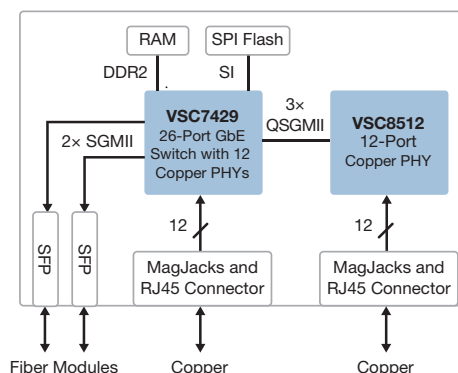 RAM
SPI Flash
DDR2
SI
VSC7429
26-Port GbE
Switch with 12
Copper PHYs
3×
QSGMII
VSC8512
12-Port
Copper PHY
2× SGMII
12
12
SFP
SFP
MagJacks and
RJ45 Connector
MagJacks and
RJ45 Connector
Fiber Modules
Copper
Copper